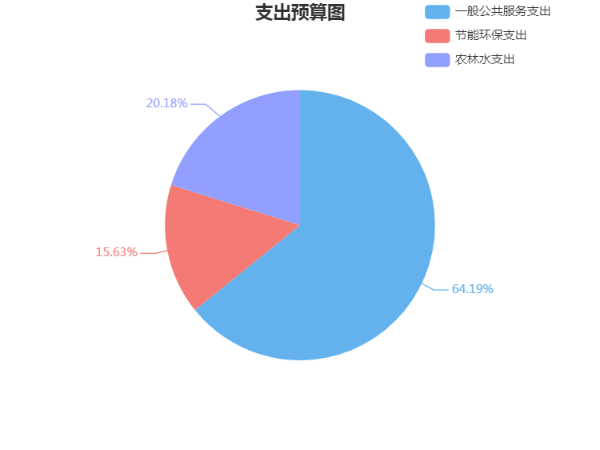 支出预算图
一般公共服务支出
节能环保支出
农林水支出
20.18%
15.63%
64.19%